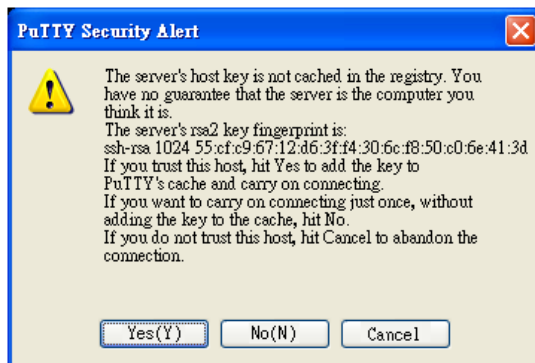 PuTTY Security Alert
The server's host key is not cached in the registry. You
have no guarantee that the server is the computer you
think it is.
The server's rsa2 key fingerprint is:
ssh-rsa 1024 55:cf:c9:67:12:d6:3f:f4:30:6c:f8:50:c0:6e:41:3d
If you trust this host, hit Yes to add the key to
PuTTY's cache and carry on connecting.
If you want to carry on connecting just once, without
adding the key to the cache, hit No.
If you do not trust this host, hit Cancel to abandon the
connection.
Yes(Y) No(N) Cancel